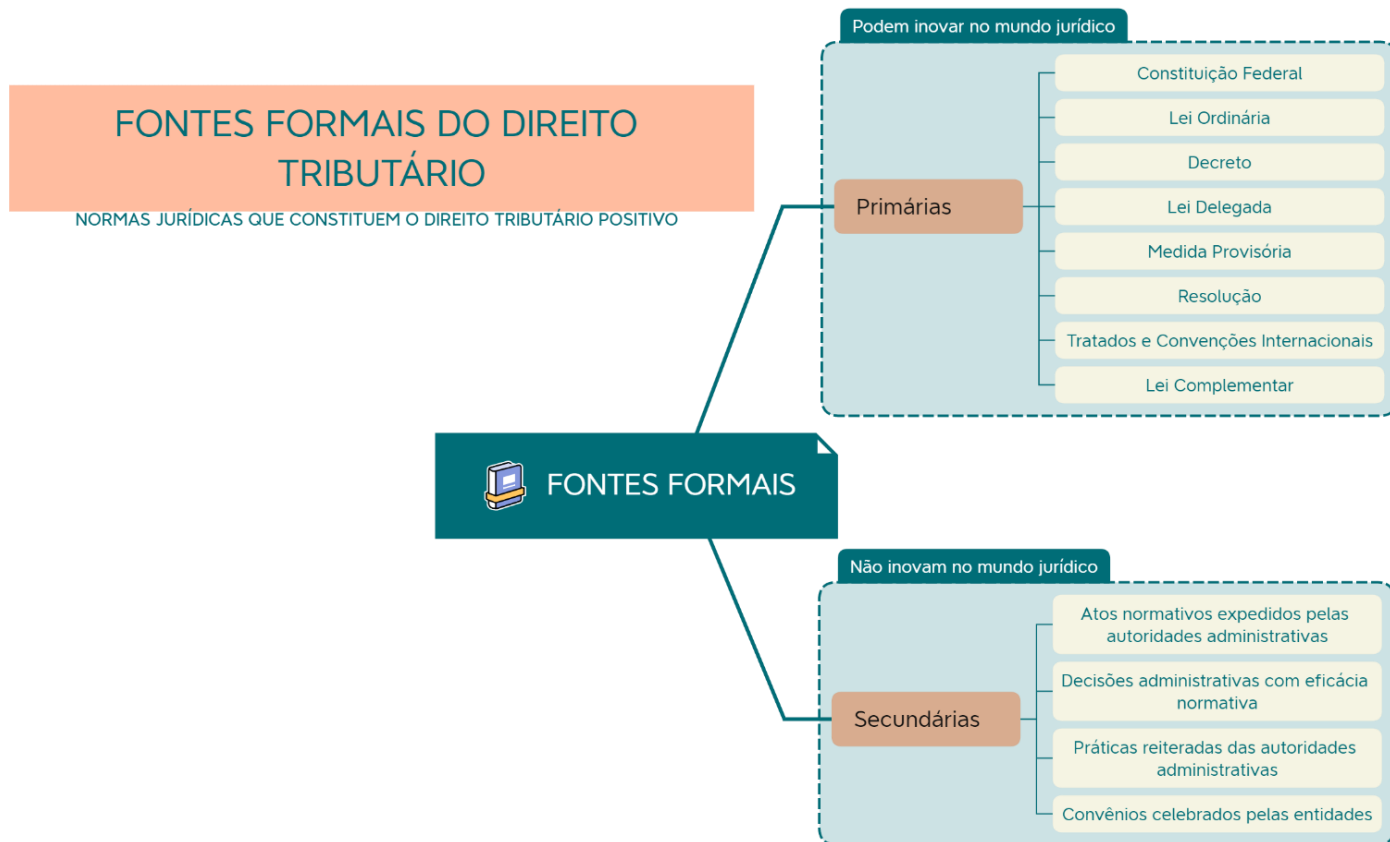 FONTES FORMAIS DO DIREITO
TRIBUTÁRIO
NORMAS JURÍDICAS QUE CONSTITUEM O DIREITO TRIBUTÁRIO POSITIVO
FONTES FORMAIS
Podem inovar no mundo jurídico
Primárias
Constituição Federal
Lei Ordinária
Decreto
Lei Delegada
Medida Provisória
Resolução
Tratados e Convenções Internacionais
Lei Complementar
Não inovam no mundo jurídico
Secundárias
Atos normativos expedidos pelas
autoridades administrativas
Decisões administrativas com eficácia
normativa
Práticas reiteradas das autoridades
administrativas
Convênios celebrados pelas entidades